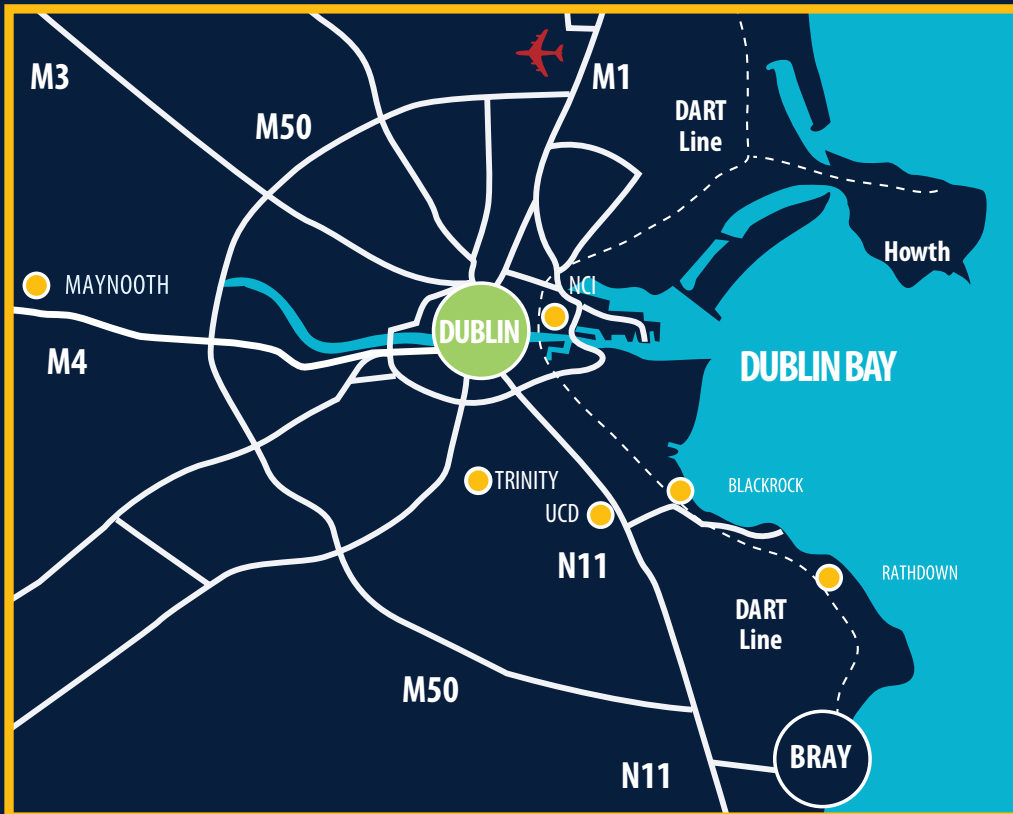 M3
M1
DART
Line
M50
Howth
MAYNOOTH
NCI
DUBLIN
M4
DUBLIN BAY
TRINITY
BLACKROCK
UCD
N11
RATHDOWN
DART
Line
M50
BRAY
N11